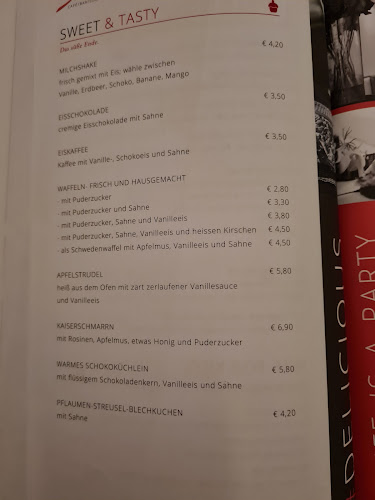 SWEET & TASTY
Das süße Ende
€ 4,20
MILCHSHAKE
frisch gemixt mit Eis; wähle zwischen
Vanille, Erdbeer, Schoko, Banane, Mango
€ 3,50
EISSCHOKOLADE
cremige Eisschokolade mit Sahne
€ 3,50
EISKAFFEE
Kaffee mit Vanille-, Schokoeis und Sahne
WAFFELN- FRISCH UND HAUSGEMACHT
- mit Puderzucker € 2,80
- mit Puderzucker und Sahne € 3,30
- mit Puderzucker, Sahne und Vanilleeis € 3,80
- mit Puderzucker, Sahne, Vanilleeis und heissen Kirschen € 4,50
- als Schwedenwaffel mit Apfelmus, Vanilleeis und Sahne € 4,50
APFELSTRUDEL € 5,80
heiß aus dem Ofen mit zart zerlaufener Vanillesauce
und Vanilleeis
KAISERSCHMARRN € 6,90
mit Rosinen, Apfelmus, etwas Honig und Puderzucker
WARMES SCHOKOKÜCHLEIN € 5,80
mit flüssigem Schokoladenkern, Vanilleeis und Sahne
PFLAUMEN-STREUSEL-BLECHKUCHEN € 4,20
mit Sahne
DELICIOUS
IS A PARTY